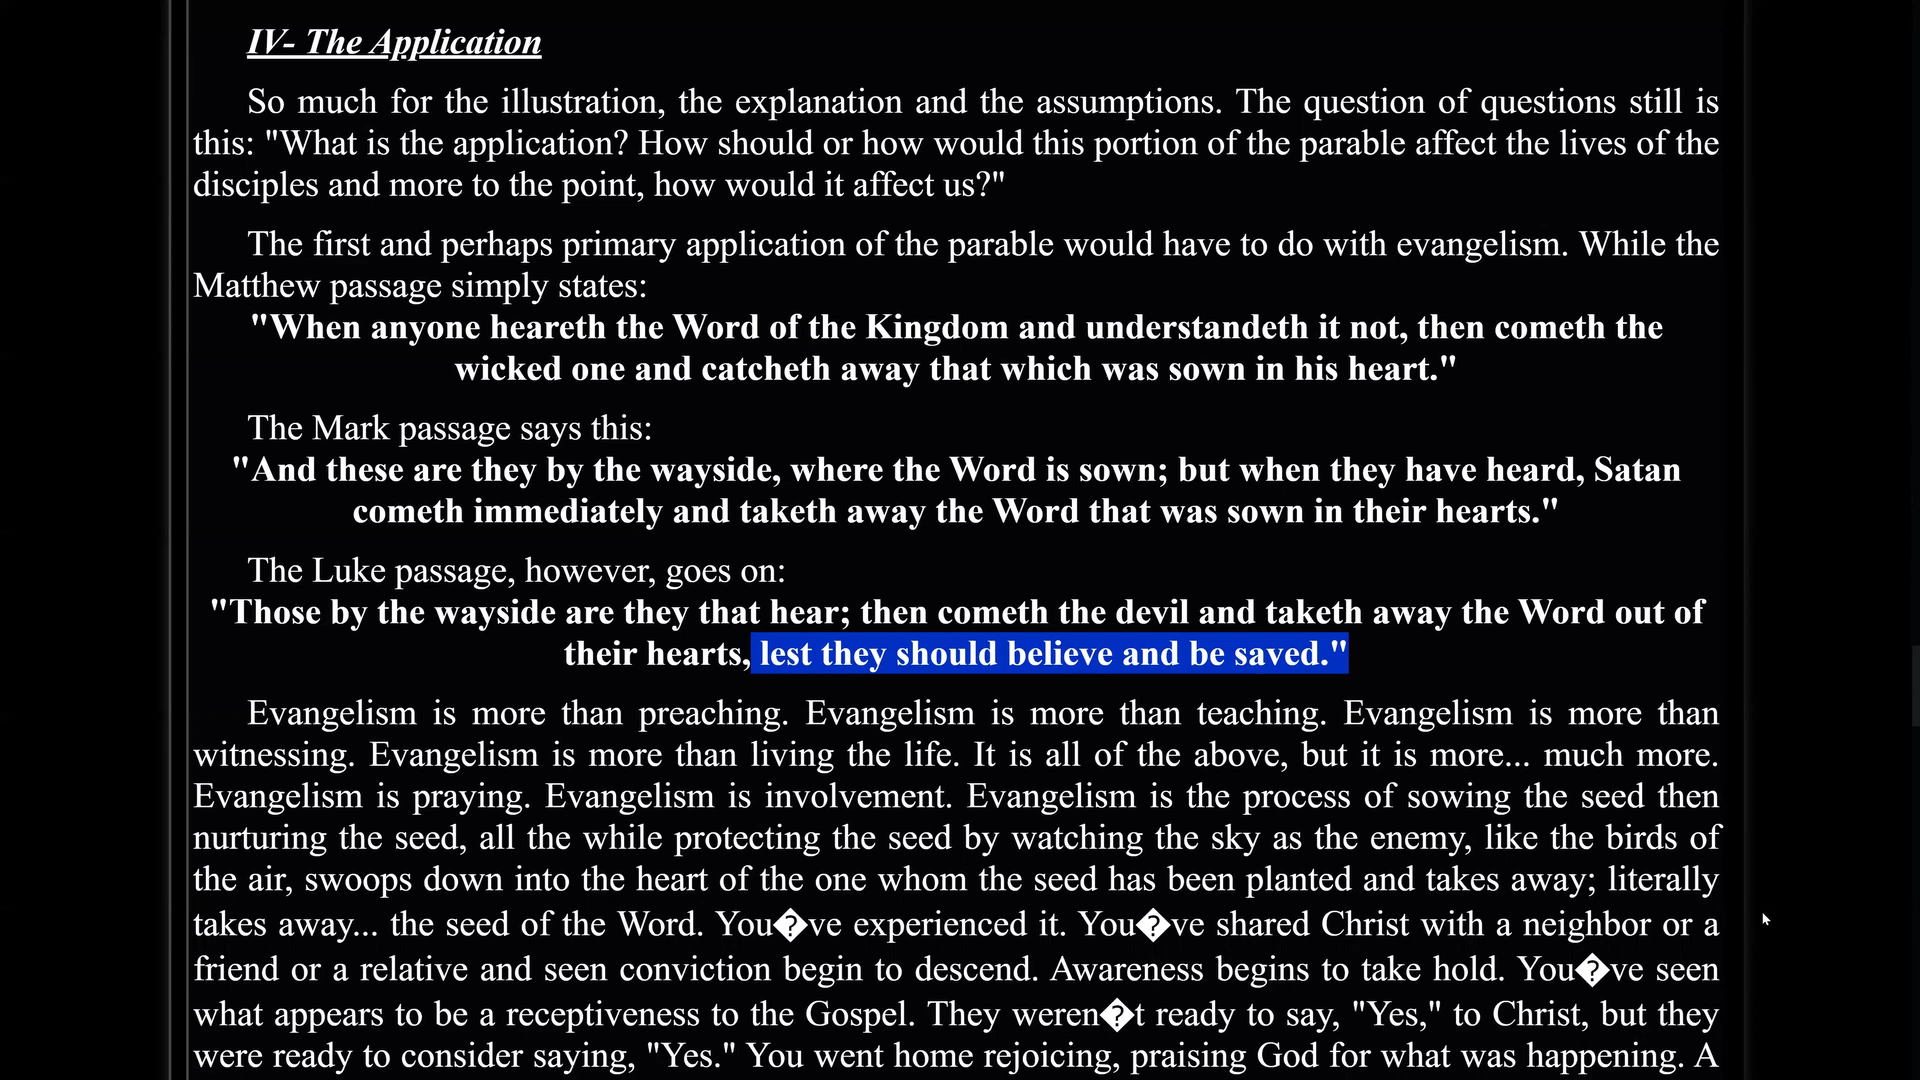 IV- The Application
So much for the illustration, the explanation and the assumptions. The question of questions still is
this: "What is the application? How should or how would this portion of the parable affect the lives of the
disciples and more to the point, how would it affect us?"
The first and perhaps primary application of the parable would have to do with evangelism. While the
Matthew passage simply states:
"When anyone heareth the Word of the Kingdom and understandeth it not, then cometh the
wicked one and catcheth away that which was sown in his heart."
The Mark passage says this:
"And these are they by the wayside, where the Word is sown; but when they have heard, Satan
cometh immediately and taketh away the Word that was sown in their hearts."
The Luke passage, however, goes on:
"Those by the wayside are they that hear; then cometh the devil and taketh away the Word out of
their hearts, lest they should believe and be saved."
Evangelism is more than preaching. Evangelism is more than teaching. Evangelism is more than
witnessing. Evangelism is more than living the life. It is all of the above, but it is more... much more.
Evangelism is praying. Evangelism is involvement. Evangelism is the process of sowing the seed then
nurturing the seed, all the while protecting the seed by watching the sky as the enemy, like the birds of
the air, swoops down into the heart of the one whom the seed has been planted and takes away; literally
takes away... the seed of the Word. You�ve experienced it. You�ve shared Christ with a neighbor or a
friend or a relative and seen conviction begin to descend. Awareness begins to take hold. You�ve seen
what appears to be a receptiveness to the Gospel. They weren�t ready to say, "Yes," to Christ, but they
were ready to consider saying, "Yes." You went home rejoicing, praising God for what was happening. A